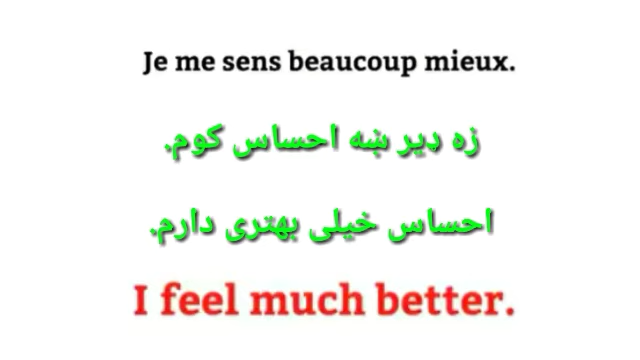 Je me sens beaucoup mieux.
زه ډیر ښه احساس کوم.
احساس خیلی بهتری دارم.
I feel much better.